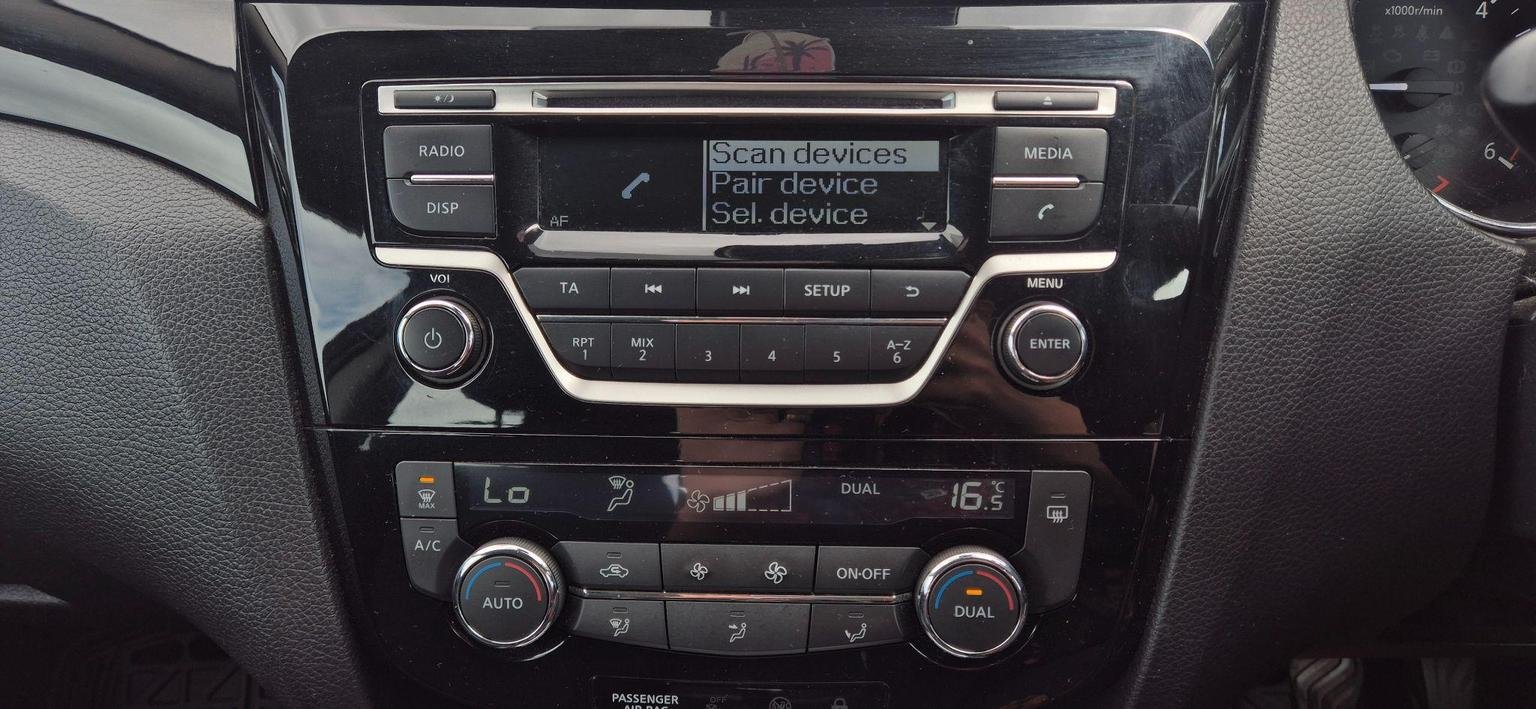 x1000r/min
4
6
7
RADIO
DISP
MEDIA
AF
Scan devices
Pair device
Sel. device
VOL
TA
SETUP
MENU
RPT
1
MIX
2
3
4
5
A–Z
6
ENTER
MAX
A/C
Lo
DUAL
16.5°C
AUTO
ON·OFF
DUAL
PASSENGER
AIR BAG
OFF